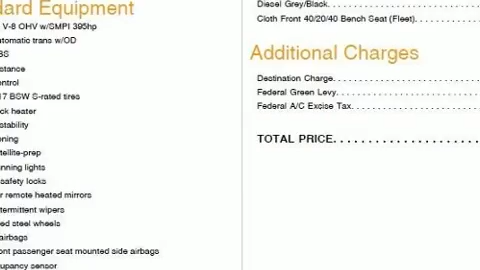 dard Equipment
V-8 OHV w/SMPI 395hp
utomatic trans w/OD
BS
istance
ontrol
17 BSW S-rated tires
ck heater
stability
oning
tellite-prep
nning lights
safety locks
r remote heated mirrors
termittent wipers
ed steel wheels
airbags
ont passenger seat mounted side airbags
upancy sensor
Diesel Grey/Black
Cloth Front 40/20/40 Bench Seat (Fleet)
Additional Charges
Destination Charge
Federal Green Levy
Federal A/C Excise Tax
TOTAL PRICE